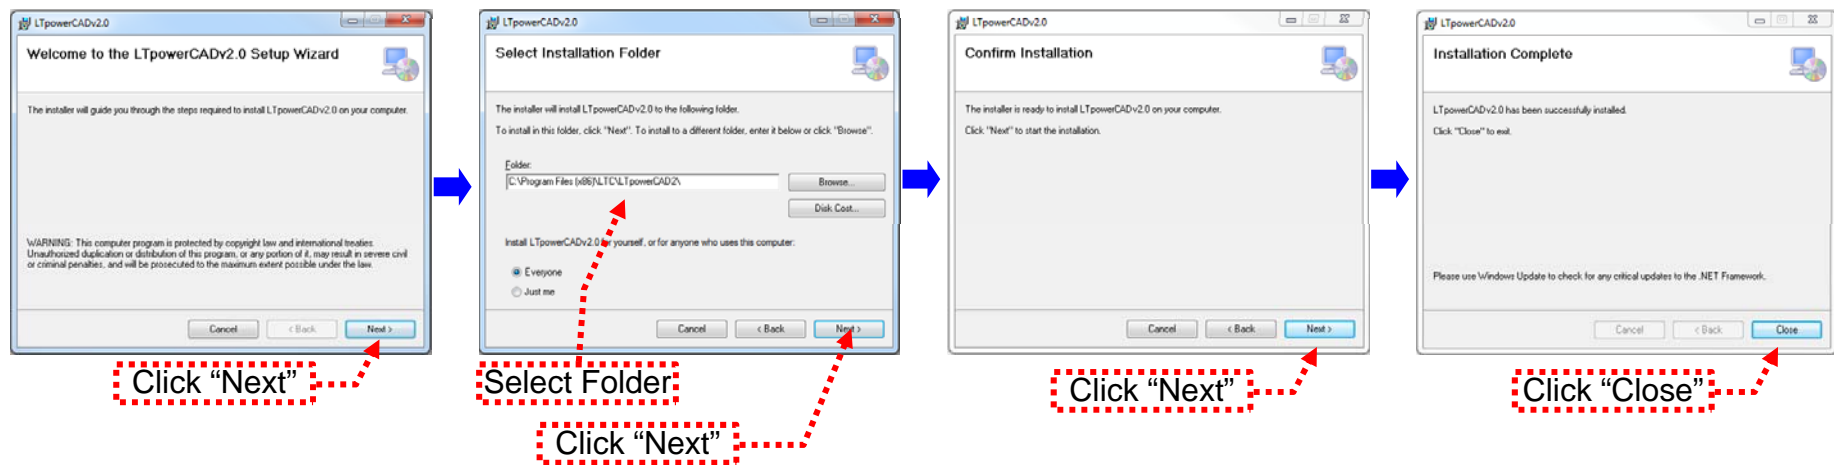 LTpowerCADv2.0
Welcome to the LTpowerCADv2.0 Setup Wizard
The installer will guide you through the steps required to install LTpowerCADv2.0 on your computer.
WARNING: This computer program is protected by copyright law and international treaties.
Unauthorized duplication or distribution of this program, or any portion of it, may result in severe civil
or criminal penalties, and will be prosecuted to the maximum extent possible under the law.
Cancel
< Back
Next >
Click “Next”
LTpowerCADv2.0
Select Installation Folder
The installer will install LTpowerCADv2.0 to the following folder.
To install in this folder, click "Next". To install to a different folder, enter it below or click "Browse".
Folder:
C:\Program Files (x86)\LTC\LTpowerCAD2\
Browse...
Disk Cost...
Install LTpowerCADv2.0 for yourself, or for anyone who uses this computer:
Everyone
Just me
Cancel
< Back
Next >
Select Folder
Click “Next”
LTpowerCADv2.0
Confirm Installation
The installer is ready to install LTpowerCADv2.0 on your computer.
Click "Next" to start the installation.
Cancel
< Back
Next >
Click “Next”
LTpowerCADv2.0
Installation Complete
LTpowerCADv2.0 has been successfully installed.
Click "Close" to exit.
Please use Windows Update to check for any critical updates to the .NET Framework.
Cancel
< Back
Close
Click “Close”